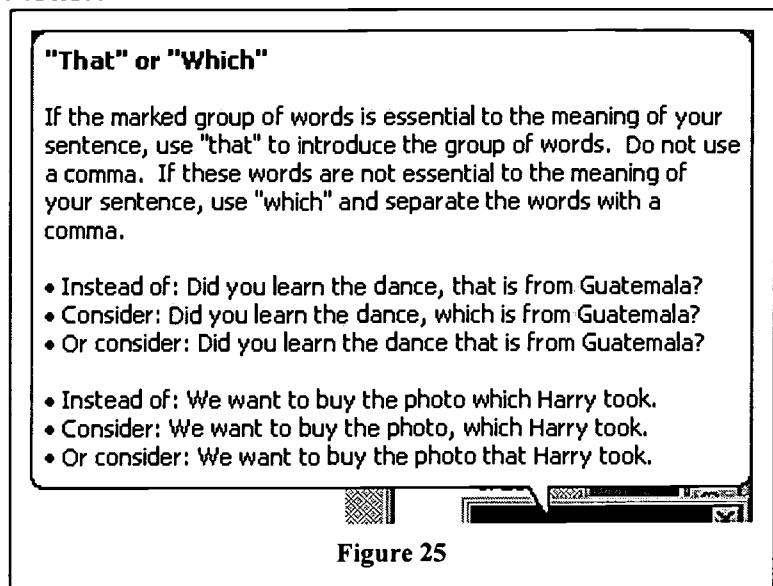 "That" or "Which"
If the marked group of words is essential to the meaning of your
sentence, use "that" to introduce the group of words. Do not use
a comma. If these words are not essential to the meaning of
your sentence, use "which" and separate the words with a
comma.
• Instead of: Did you learn the dance, that is from Guatemala?
• Consider: Did you learn the dance, which is from Guatemala?
• Or consider: Did you learn the dance that is from Guatemala?
• Instead of: We want to buy the photo which Harry took.
• Consider: We want to buy the photo, which Harry took.
• Or consider: We want to buy the photo that Harry took.
Figure 25